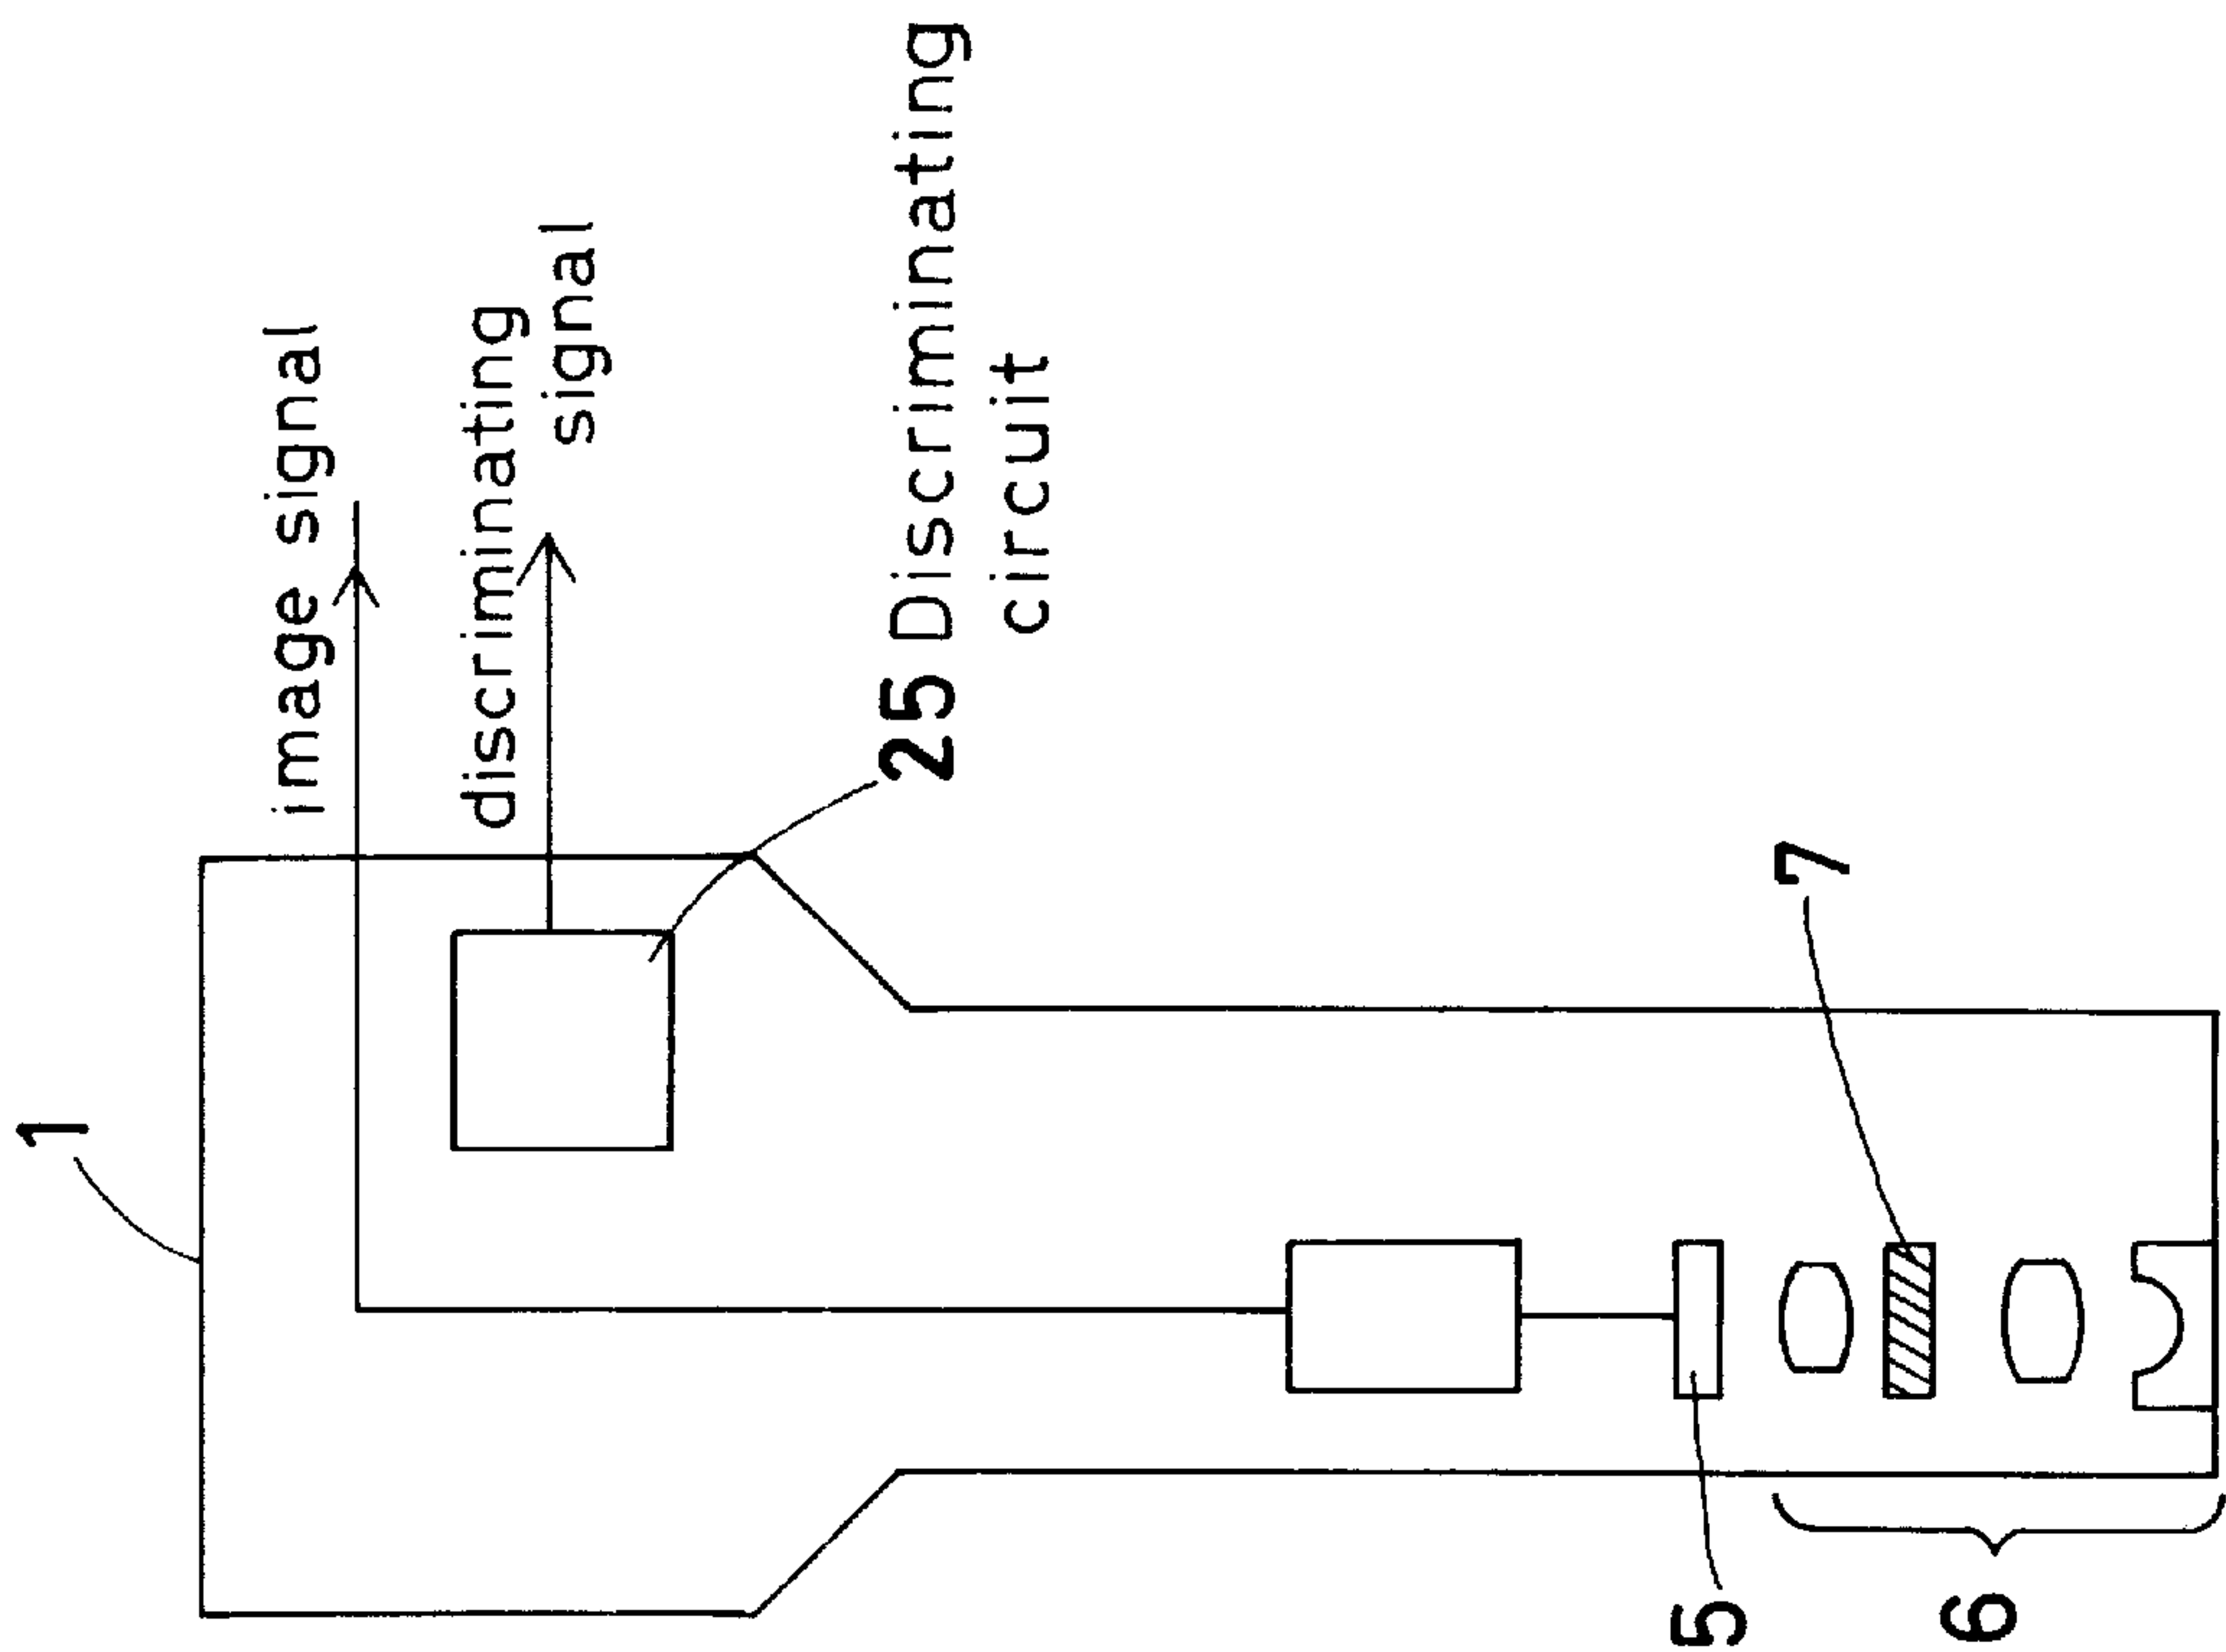 1
image signal
discriminating
signal
25 Discriminating
circuit
7
5
6